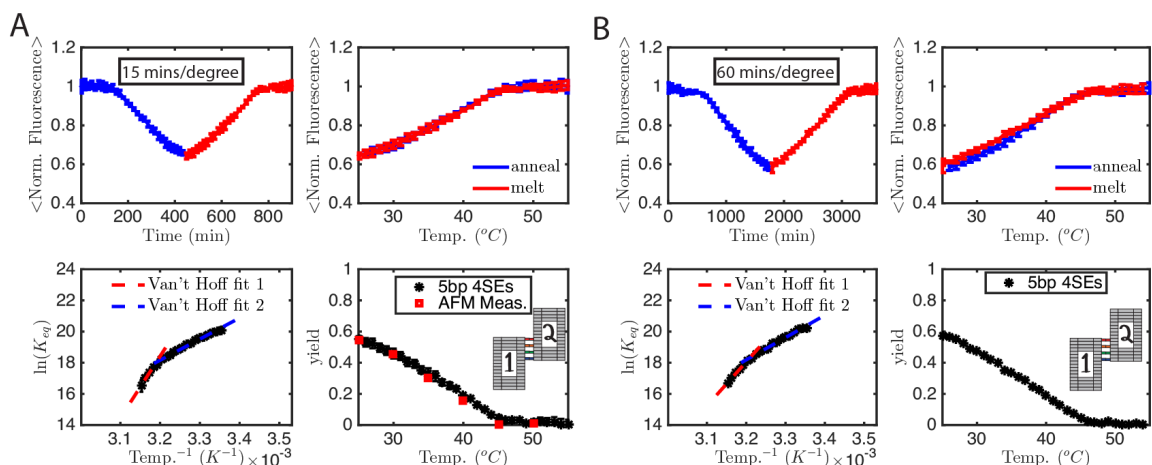 A
B
1.2
1
0.8
0.6
0.4
<Norm. Fluorescence>
15 mins/degree
0 200 400 600 800
Time (min)
1.2
1
0.8
0.6
0.4
<Norm. Fluorescence>
anneal
melt
30 40 50
Temp. (°C)
1.2
1
0.8
0.6
0.4
<Norm. Fluorescence>
60 mins/degree
0 1000 2000 3000
Time (min)
1.2
1
0.8
0.6
0.4
<Norm. Fluorescence>
anneal
melt
30 40 50
Temp. (°C)
24
22
20
18
16
14
ln(Keq)
Van't Hoff fit 1
Van't Hoff fit 2
3.1 3.2 3.3 3.4 3.5
Temp.⁻¹ (K⁻¹)×10⁻³
1
0.8
0.6
0.4
0.2
0
yield
5bp 4SEs
AFM Meas.
1
2
30 40 50
Temp. (°C)
24
22
20
18
16
14
ln(Keq)
Van't Hoff fit 1
Van't Hoff fit 2
3.1 3.2 3.3 3.4 3.5
Temp.⁻¹ (K⁻¹)×10⁻³
1
0.8
0.6
0.4
0.2
0
yield
5bp 4SEs
1
2
30 40 50
Temp. (°C)